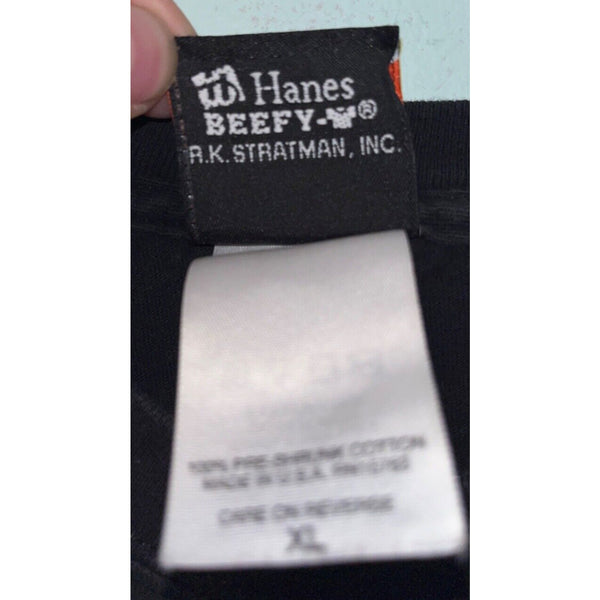 Hanes
BEEFY-®
R.K. STRATMAN, INC.
100% PRE-SHRUNK COTTON
MADE IN U.S.A.
CARE ON REVERSE
XL